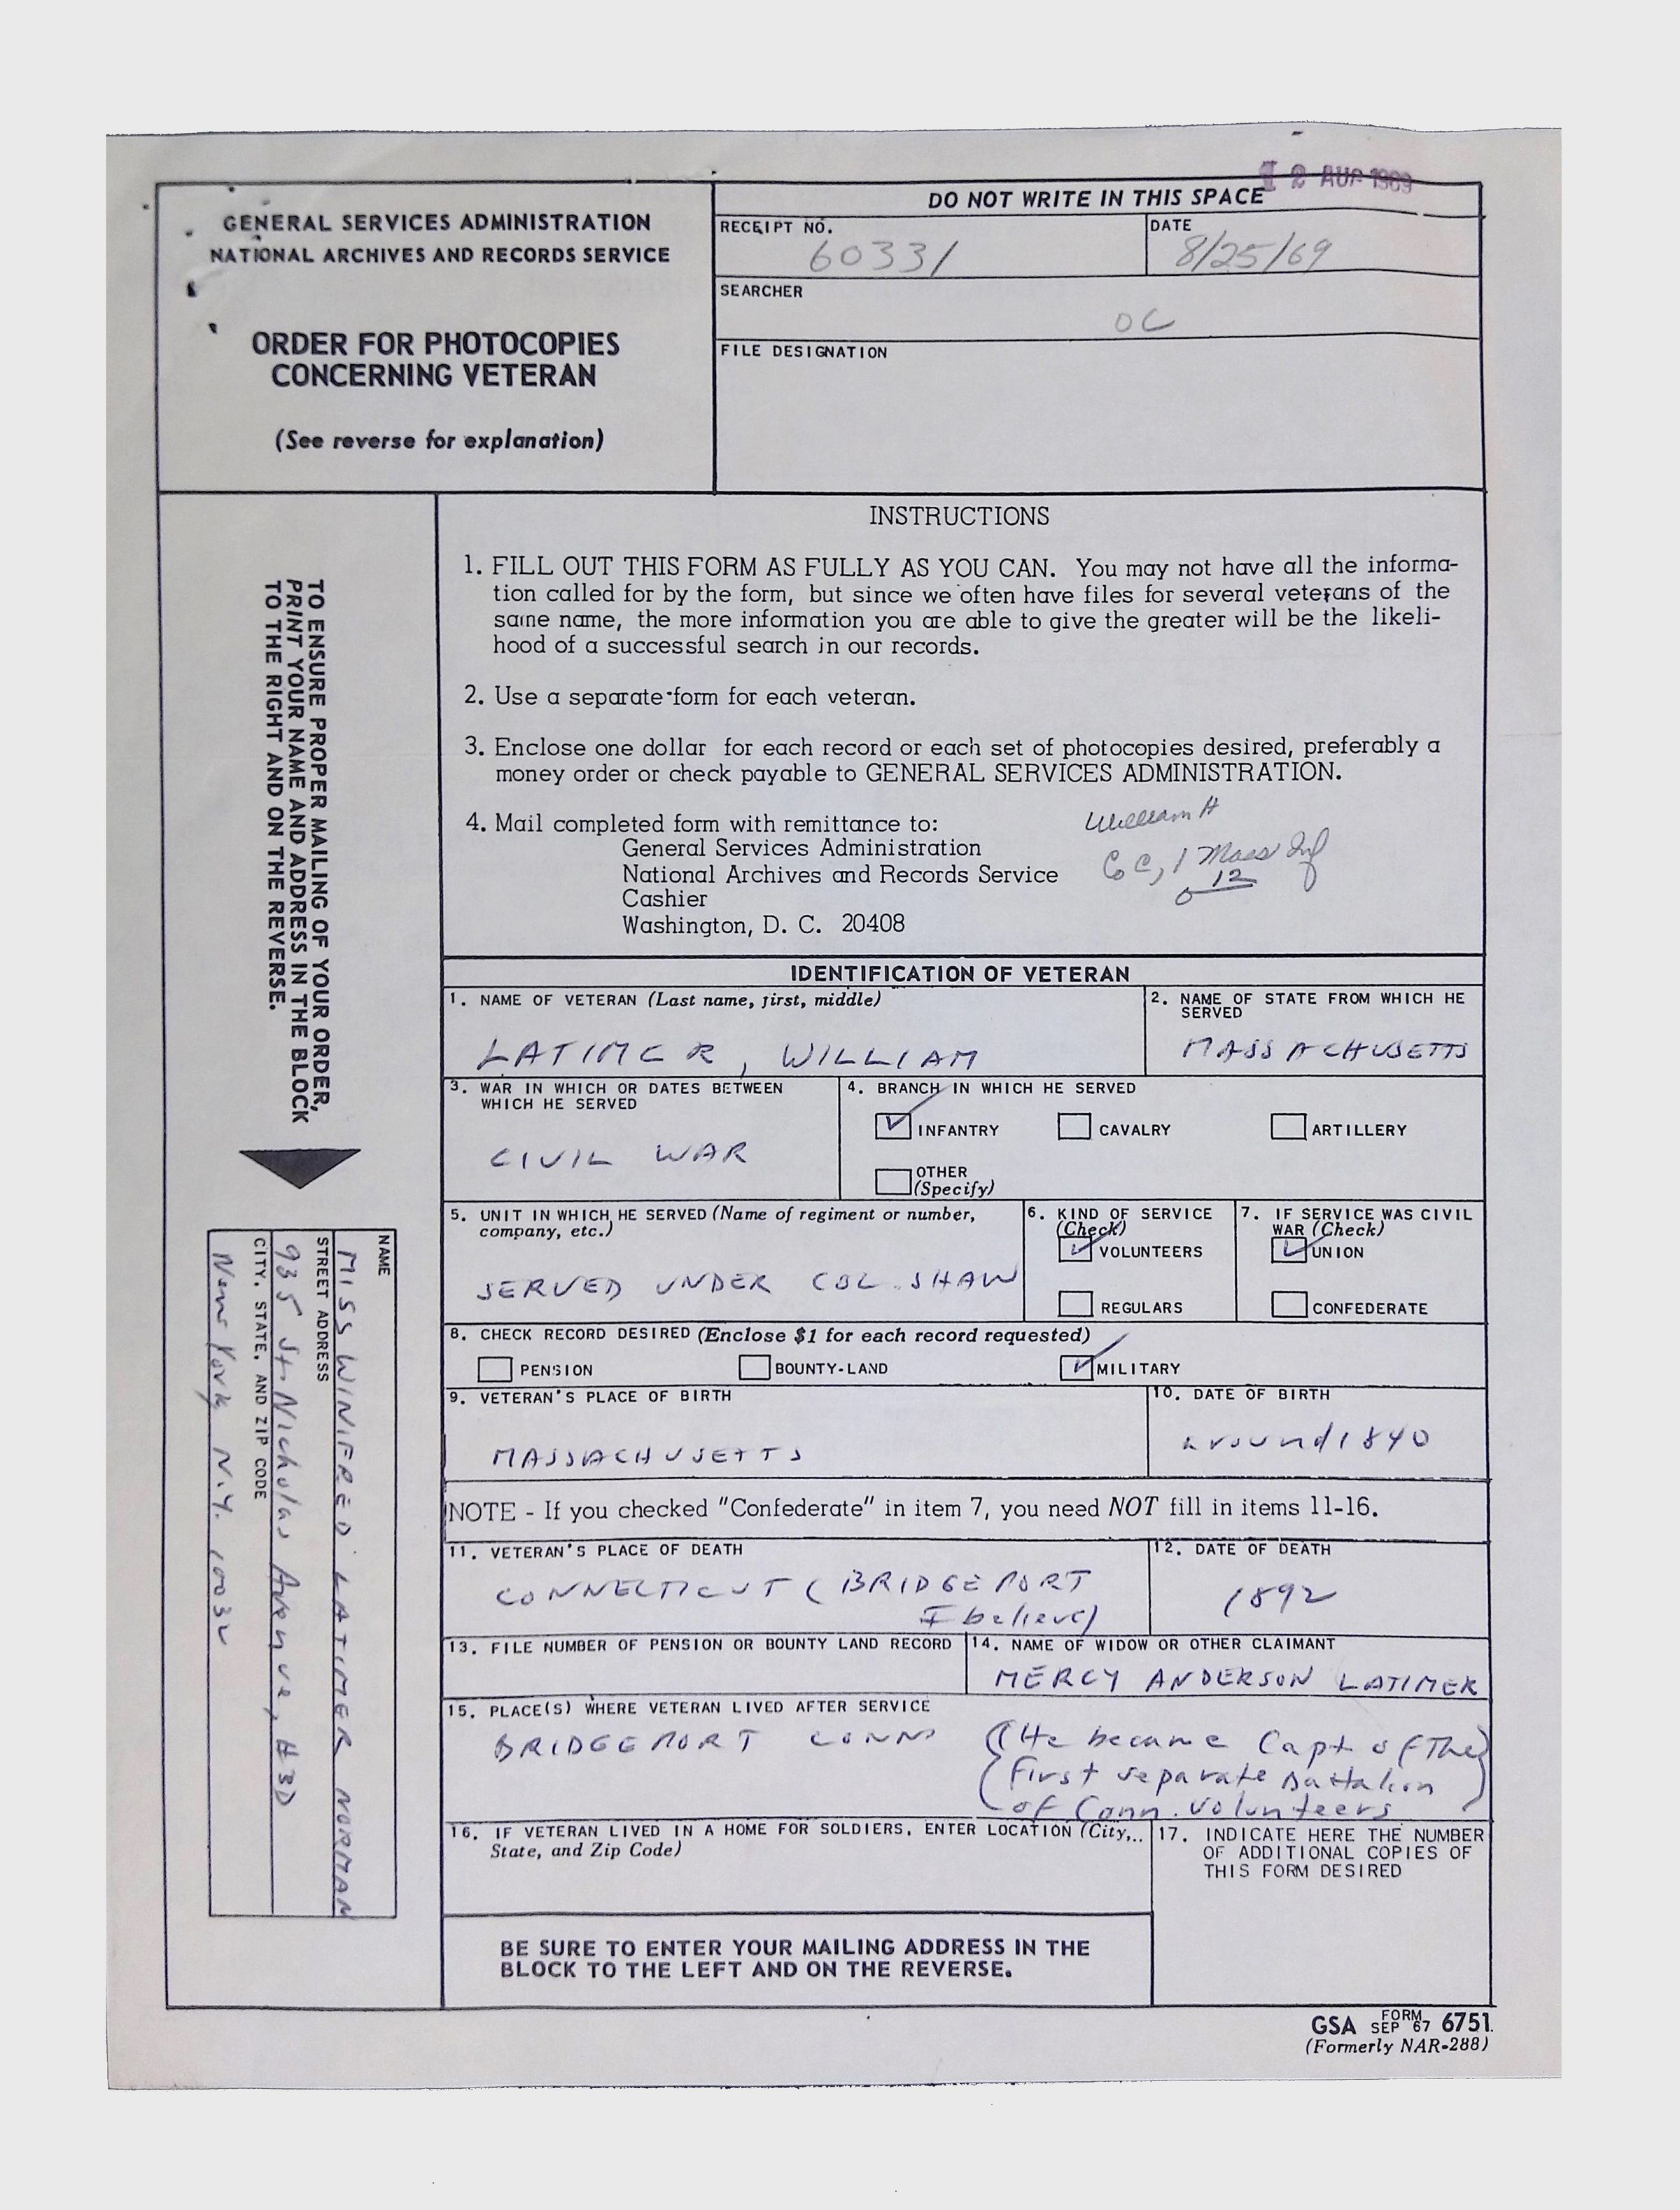 12 AUG 1969
GENERAL SERVICES ADMINISTRATION
NATIONAL ARCHIVES AND RECORDS SERVICE
ORDER FOR PHOTOCOPIES
CONCERNING VETERAN
(See reverse for explanation)
DO NOT WRITE IN THIS SPACE
RECEIPT NO.
60331
DATE
8/25/69
SEARCHER
OC
FILE DESIGNATION
TO ENSURE PROPER MAILING OF YOUR ORDER,
PRINT YOUR NAME AND ADDRESS IN THE BLOCK
TO THE RIGHT AND ON THE REVERSE.
NAME
MISS WINIFRED LATIMER NORMAN
STREET ADDRESS
935 St. Nicholas Avenue, #3D
CITY, STATE, AND ZIP CODE
New York N.Y. 10032
INSTRUCTIONS
1. FILL OUT THIS FORM AS FULLY AS YOU CAN. You may not have all the informa-
tion called for by the form, but since we often have files for several veterans of the
same name, the more information you are able to give the greater will be the likeli-
hood of a successful search in our records.
2. Use a separate form for each veteran.
3. Enclose one dollar for each record or each set of photocopies desired, preferably a
money order or check payable to GENERAL SERVICES ADMINISTRATION.
4. Mail completed form with remittance to:
General Services Administration
National Archives and Records Service
Cashier
Washington, D. C. 20408
William H
Co C, 1 Mass Inf
12
IDENTIFICATION OF VETERAN
1. NAME OF VETERAN (Last name, first, middle)
LATIMER, WILLIAM
2. NAME OF STATE FROM WHICH HE
SERVED
MASSACHUSETTS
3. WAR IN WHICH OR DATES BETWEEN
WHICH HE SERVED
CIVIL WAR
4. BRANCH IN WHICH HE SERVED
INFANTRY
CAVALRY
ARTILLERY
OTHER
(Specify)
5. UNIT IN WHICH HE SERVED (Name of regiment or number,
company, etc.)
SERVED UNDER COL. SHAW
6. KIND OF SERVICE
(Check)
VOLUNTEERS
REGULARS
7. IF SERVICE WAS CIVIL
WAR (Check)
UNION
CONFEDERATE
8. CHECK RECORD DESIRED (Enclose $1 for each record requested)
PENSION
BOUNTY-LAND
MILITARY
9. VETERAN'S PLACE OF BIRTH
MASSACHUSETTS
10. DATE OF BIRTH
around 1840
NOTE - If you checked "Confederate" in item 7, you need NOT fill in items 11-16.
11. VETERAN'S PLACE OF DEATH
CONNECTICUT (BRIDGEPORT
I believe)
12. DATE OF DEATH
1892
13. FILE NUMBER OF PENSION OR BOUNTY LAND RECORD
14. NAME OF WIDOW OR OTHER CLAIMANT
MERCY ANDERSON LATIMER
15. PLACE(S) WHERE VETERAN LIVED AFTER SERVICE
BRIDGEPORT CONN
(He became Capt of The
First separate Battalion
of Conn. Volunteers)
16. IF VETERAN LIVED IN A HOME FOR SOLDIERS, ENTER LOCATION (City,
State, and Zip Code)
17. INDICATE HERE THE NUMBER
OF ADDITIONAL COPIES OF
THIS FORM DESIRED
BE SURE TO ENTER YOUR MAILING ADDRESS IN THE
BLOCK TO THE LEFT AND ON THE REVERSE.
GSA FORM SEP 67 6751
(Formerly NAR-288)